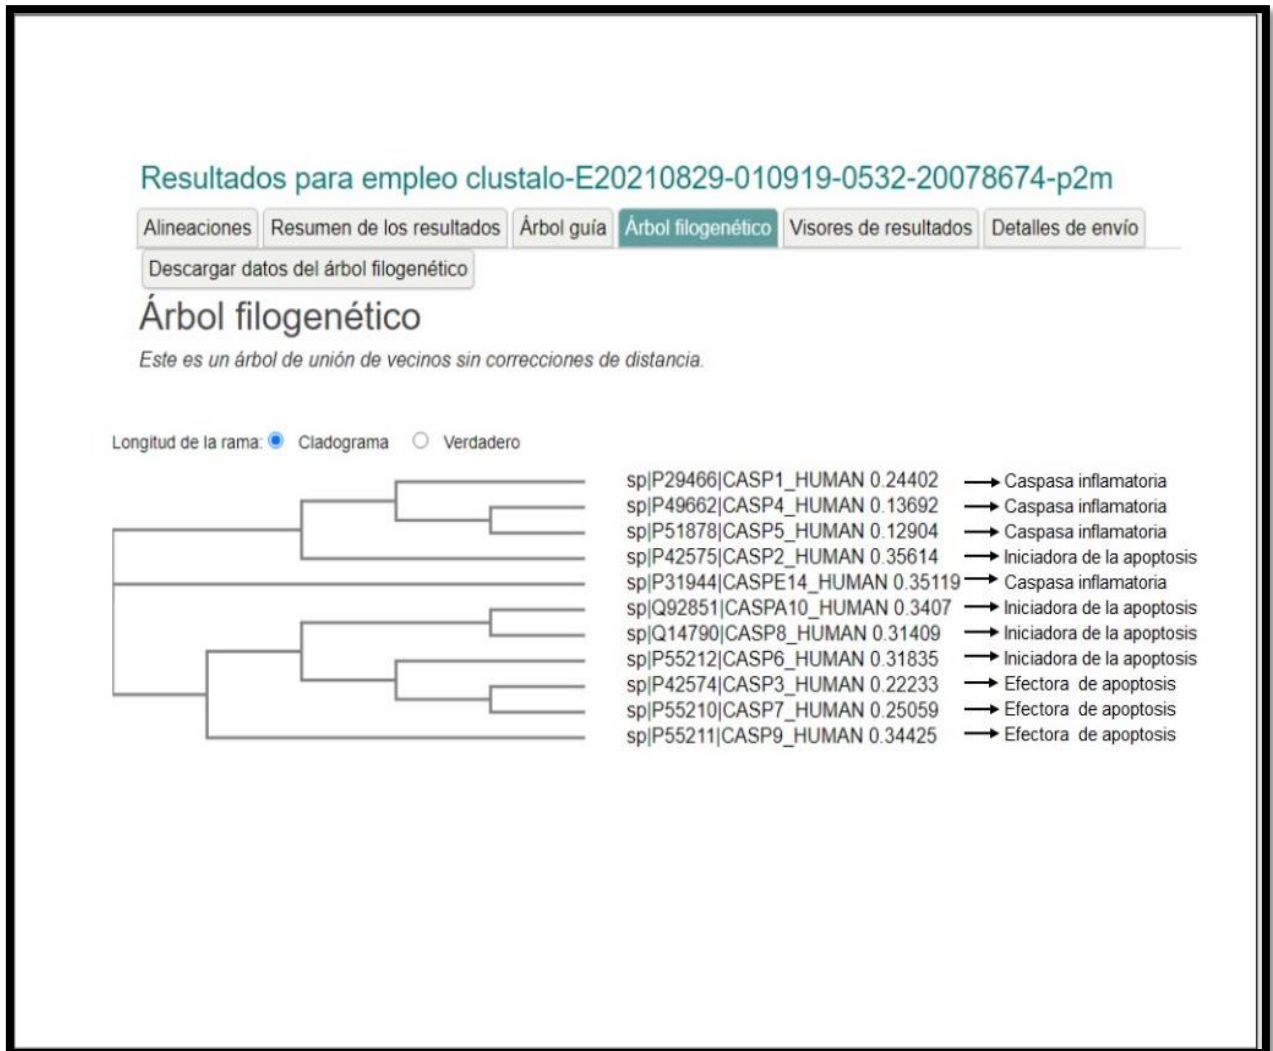 Resultados para empleo clustalo-E20210829-010919-0532-20078674-p2m
Alineaciones Resumen de los resultados Árbol guía Árbol filogenético Visores de resultados Detalles de envío
Descargar datos del árbol filogenético
Árbol filogenético
Este es un árbol de unión de vecinos sin correcciones de distancia.
Longitud de la rama: Cladograma Verdadero
sp|P29466|CASP1_HUMAN 0.24402 Caspasa inflamatoria
sp|P49662|CASP4_HUMAN 0.13692 Caspasa inflamatoria
sp|P51878|CASP5_HUMAN 0.12904 Caspasa inflamatoria
sp|P42575|CASP2_HUMAN 0.35614 Iniciadora de la apoptosis
sp|P31944|CASPE14_HUMAN 0.35119 Caspasa inflamatoria
sp|Q92851|CASPA10_HUMAN 0.3407 Iniciadora de la apoptosis
sp|Q14790|CASP8_HUMAN 0.31409 Iniciadora de la apoptosis
sp|P55212|CASP6_HUMAN 0.31835 Iniciadora de la apoptosis
sp|P42574|CASP3_HUMAN 0.22233 Efectora de apoptosis
sp|P55210|CASP7_HUMAN 0.25059 Efectora de apoptosis
sp|P55211|CASP9_HUMAN 0.34425 Efectora de apoptosis